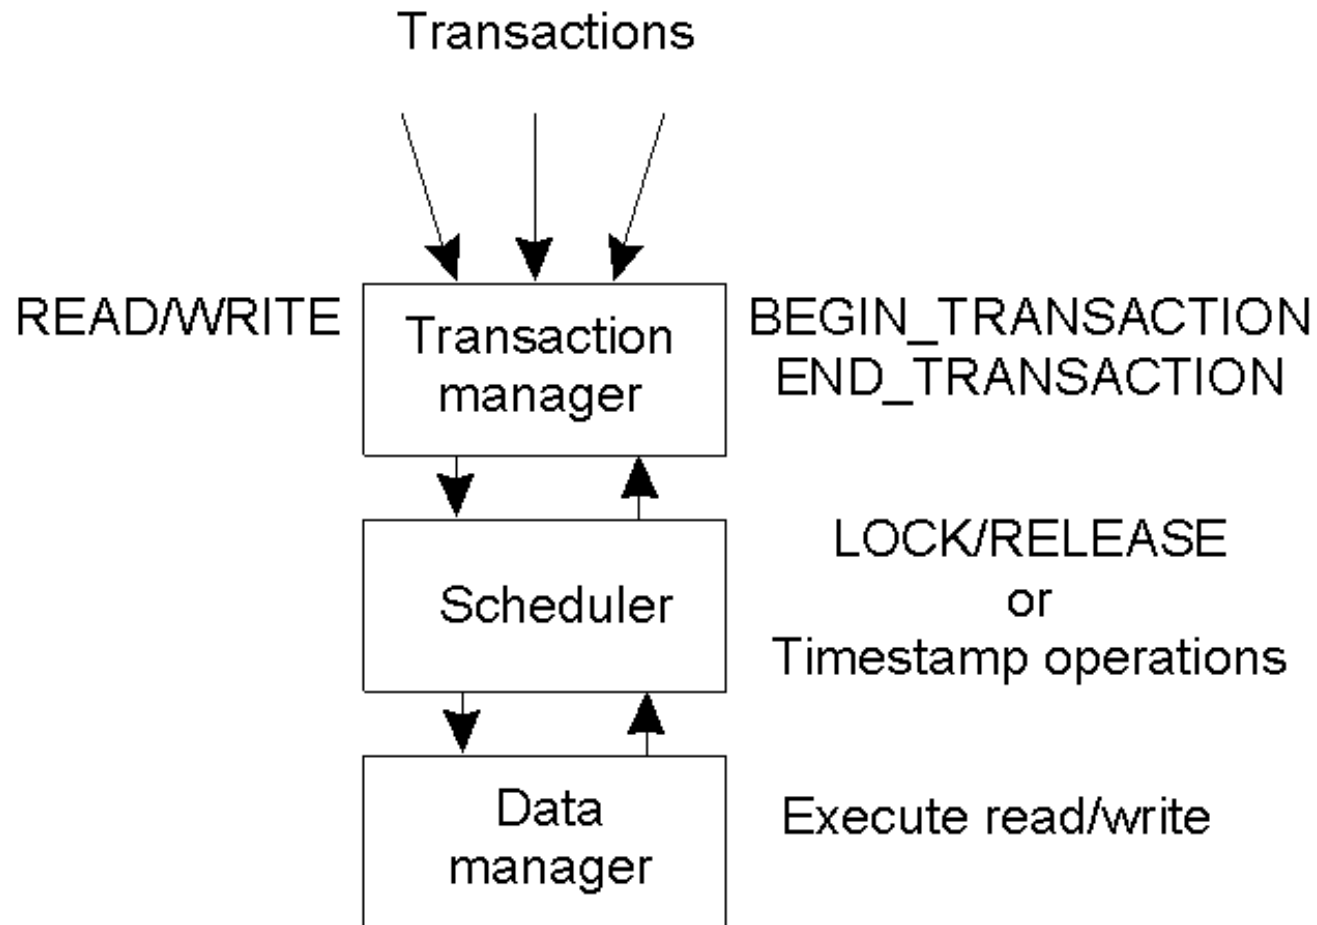 Transactions
READ/WRITE
Transaction
manager
BEGIN_TRANSACTION
END_TRANSACTION
Scheduler
LOCK/RELEASE
or
Timestamp operations
Data
manager
Execute read/write